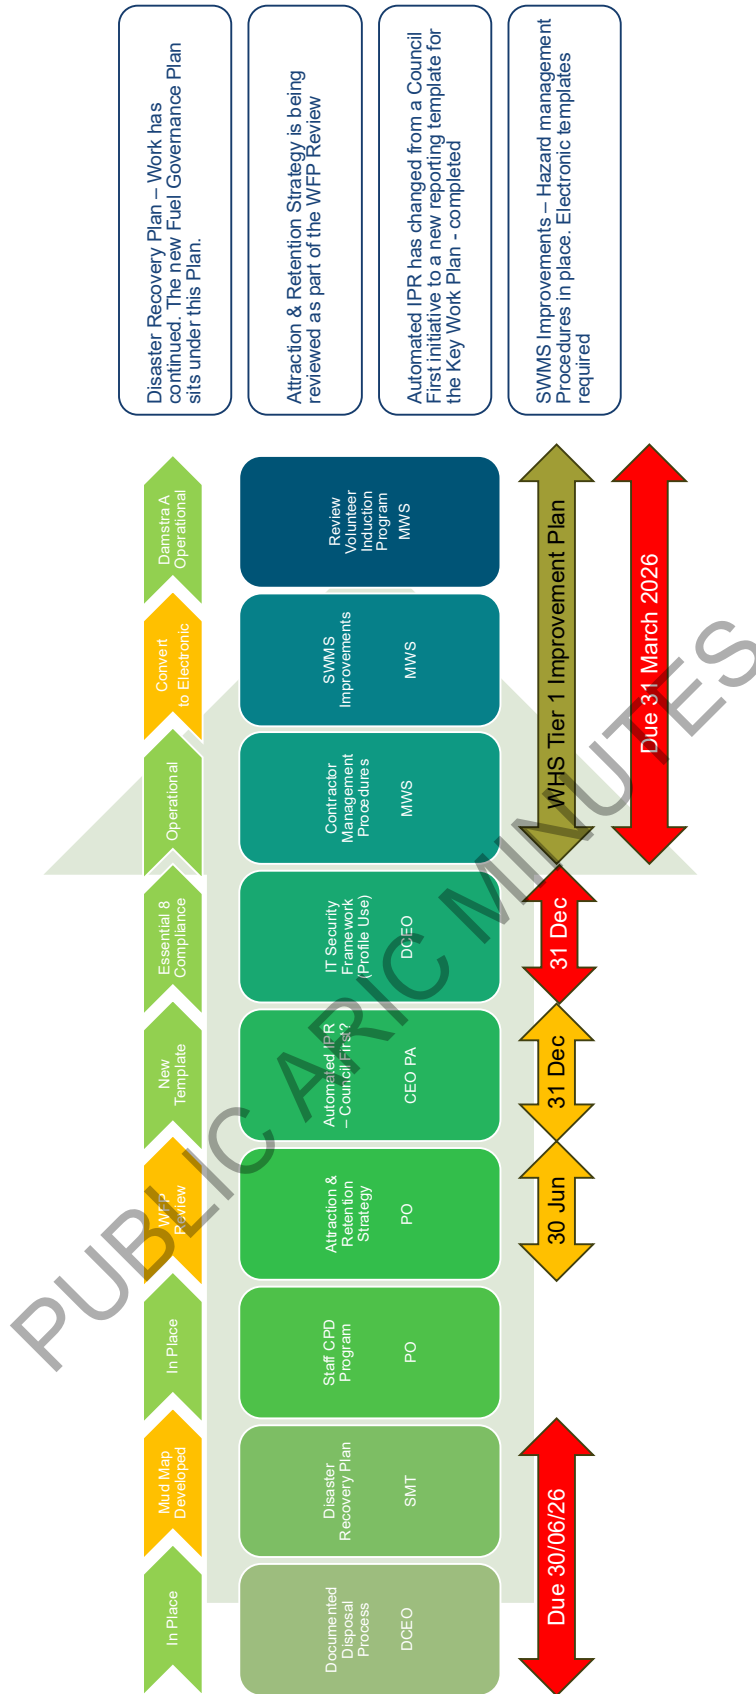 In Place
Mud Map
Developed
In Place
WFP
Review
New
Template
Essential 8
Compliance
Operational
Convert
to Electronic
Damstra A
Operational
Documented
Disposal
Process
DCEO
Disaster
Recovery Plan
SMT
Staff CPD
Program
PO
Attraction &
Retention
Strategy
PO
Automated IPR
– Council First?
CEO PA
IT Security
Framework
(Profile Use)
DCEO
Contractor
Management
Procedures
MWS
SWMS
Improvements
MWS
Review
Volunteer
Induction
Program
MWS
Due 30/06/26
30 Jun
31 Dec
31 Dec
WHS Tier 1 Improvement Plan
Due 31 March 2026
Disaster Recovery Plan – Work has
continued. The new Fuel Governance Plan
sits under this Plan.
Attraction & Retention Strategy is being
reviewed as part of the WFP Review
Automated IPR has changed from a Council
First initiative to a new reporting template for
the Key Work Plan - completed
SWMS Improvements – Hazard management
Procedures in place. Electronic templates
required
PUBLIC ARIC MINUTES